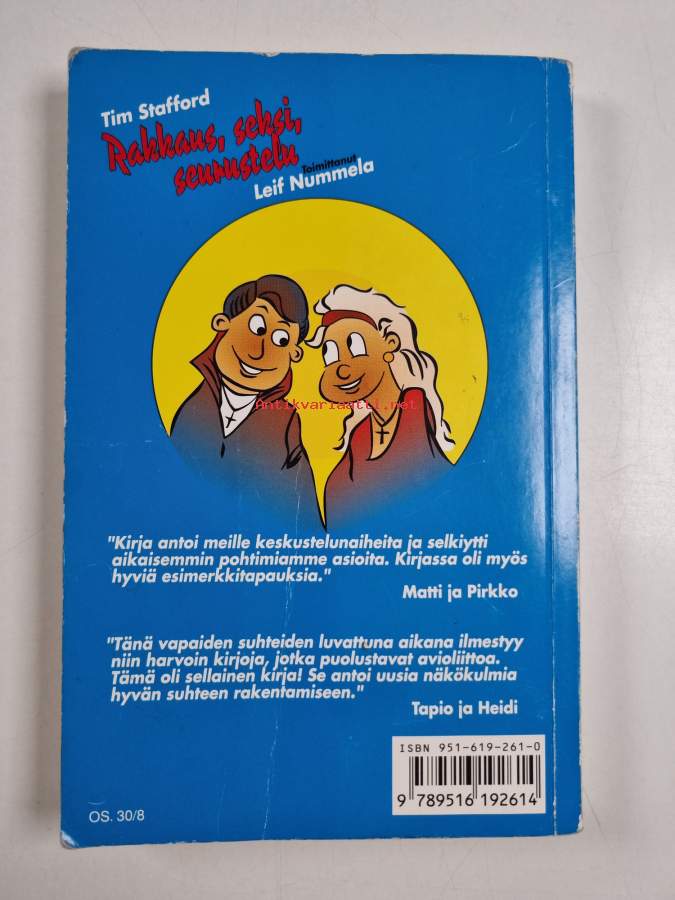 Tim Stafford
Rakkaus, seksi,
seurustelu
Toimittanut
Leif Nummela
Antikvariaatti.net
"Kirja antoi meille keskustelunaiheita ja selkiytti
aikaisemmin pohtimiamme asioita. Kirjassa oli myös
hyviä esimerkkitapauksia."
Matti ja Pirkko
"Tänä vapaiden suhteiden luvattuna aikana ilmestyy
niin harvoin kirjoja, jotka puolustavat avioliittoa.
Tämä oli sellainen kirja! Se antoi uusia näkökulmia
hyvän suhteen rakentamiseen."
Tapio ja Heidi
ISBN 951-619-261-0
9 789516 192614
OS. 30/8